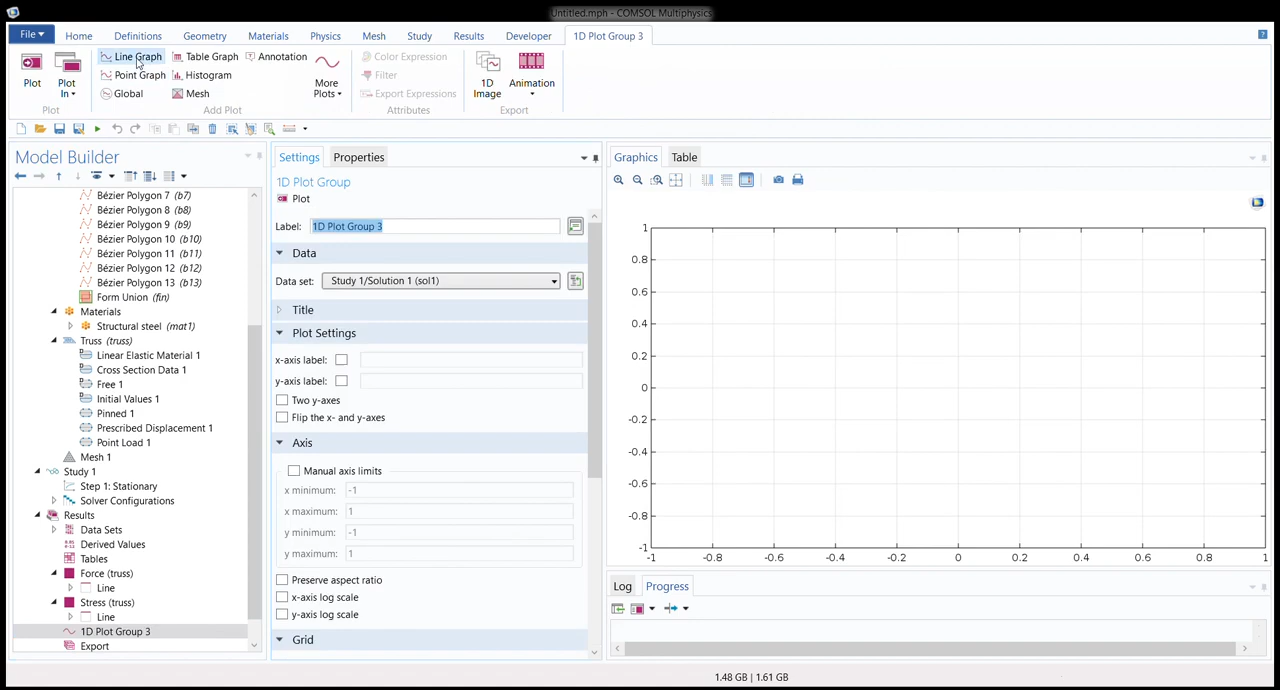 Untitled.mph - COMSOL Multiphysics
File Home Definitions Geometry Materials Physics Mesh Study Results Developer 1D Plot Group 3
Plot
Plot In
Plot
Line Graph
Point Graph
Global
Table Graph
Histogram
Mesh
Annotation
More Plots
Add Plot
Color Expression
Filter
Export Expressions
Attributes
1D Image
Animation
Export
Model Builder
Bézier Polygon 7 (b7)
Bézier Polygon 8 (b8)
Bézier Polygon 9 (b9)
Bézier Polygon 10 (b10)
Bézier Polygon 11 (b11)
Bézier Polygon 12 (b12)
Bézier Polygon 13 (b13)
Form Union (fin)
Materials
Structural steel (mat1)
Truss (truss)
Linear Elastic Material 1
Cross Section Data 1
Free 1
Initial Values 1
Pinned 1
Prescribed Displacement 1
Point Load 1
Mesh 1
Study 1
Step 1: Stationary
Solver Configurations
Results
Data Sets
Derived Values
Tables
Force (truss)
Line
Stress (truss)
Line
1D Plot Group 3
Export
Settings Properties
1D Plot Group
Plot
Label: 1D Plot Group 3
Data
Data set: Study 1/Solution 1 (sol1)
Title
Plot Settings
x-axis label:
y-axis label:
Two y-axes
Flip the x- and y-axes
Axis
Manual axis limits
x minimum: -1
x maximum: 1
y minimum: -1
y maximum: 1
Preserve aspect ratio
x-axis log scale
y-axis log scale
Grid
Graphics Table
1
0.8
0.6
0.4
0.2
0
-0.2
-0.4
-0.6
-0.8
-1
-1 -0.8 -0.6 -0.4 -0.2 0 0.2 0.4 0.6 0.8 1
Log Progress
1.48 GB | 1.61 GB